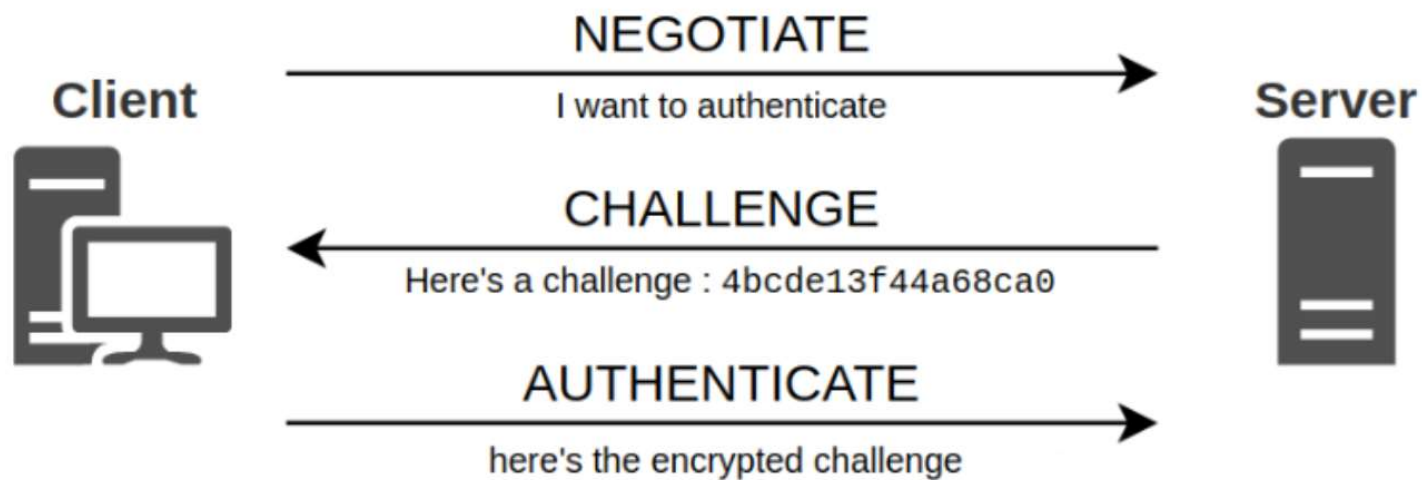 NEGOTIATE
Client
I want to authenticate
Server
CHALLENGE
Here's a challenge : 4bcde13f44a68ca0
AUTHENTICATE
here's the encrypted challenge